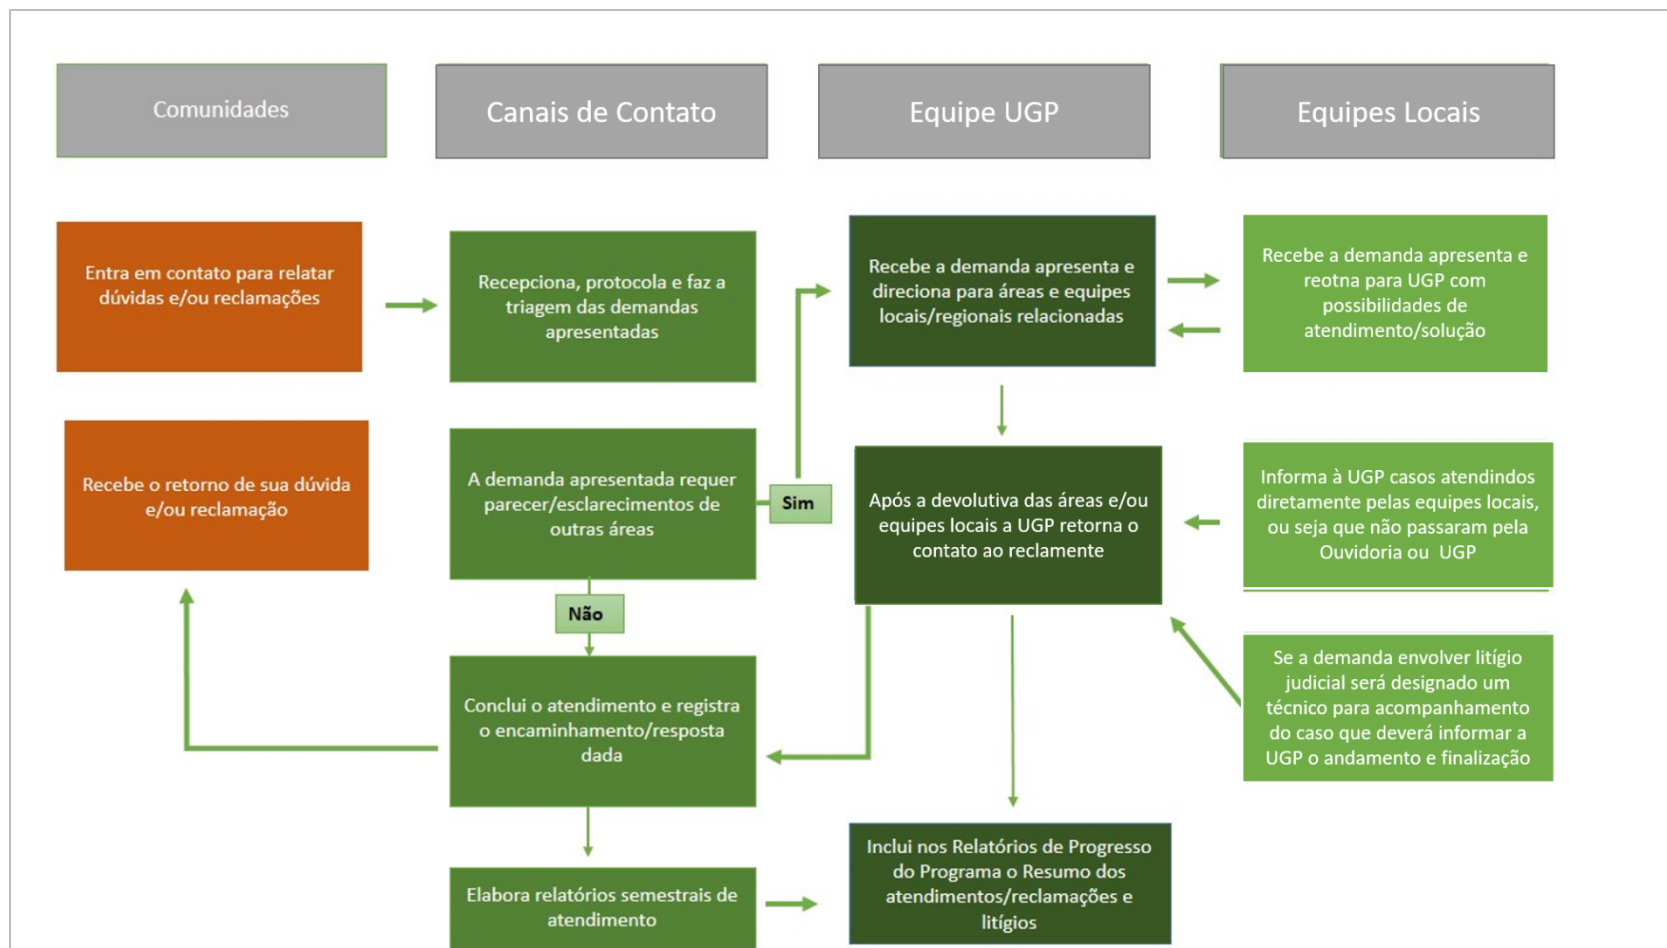 Comunidades
Canais de Contato
Equipe UGP
Equipes Locais
Entra em contato para relatar
dúvidas e/ou reclamações
Recepciona, protocola e faz a
triagem das demandas
apresentadas
Recebe a demanda apresenta e
direciona para áreas e equipes
locais/regionais relacionadas
Recebe a demanda apresenta e
reotna para UGP com
possibilidades de
atendimento/solução
Recebe o retorno de sua dúvida
e/ou reclamação
A demanda apresentada requer
parecer/esclarecimentos de
outras áreas
Sim
Após a devolutiva das áreas e/ou
equipes locais a UGP retorna o
contato ao reclamente
Informa à UGP casos atendindos
diretamente pelas equipes locais,
ou seja que não passaram pela
Ouvidoria ou UGP
Não
Conclui o atendimento e registra
o encaminhamento/resposta
dada
Se a demanda envolver litígio
judicial será designado um
técnico para acompanhamento
do caso que deverá informar a
UGP o andamento e finalização
Elabora relatórios semestrais de
atendimento
Inclui nos Relatórios de Progresso
do Programa o Resumo dos
atendimentos/reclamações e
litígios